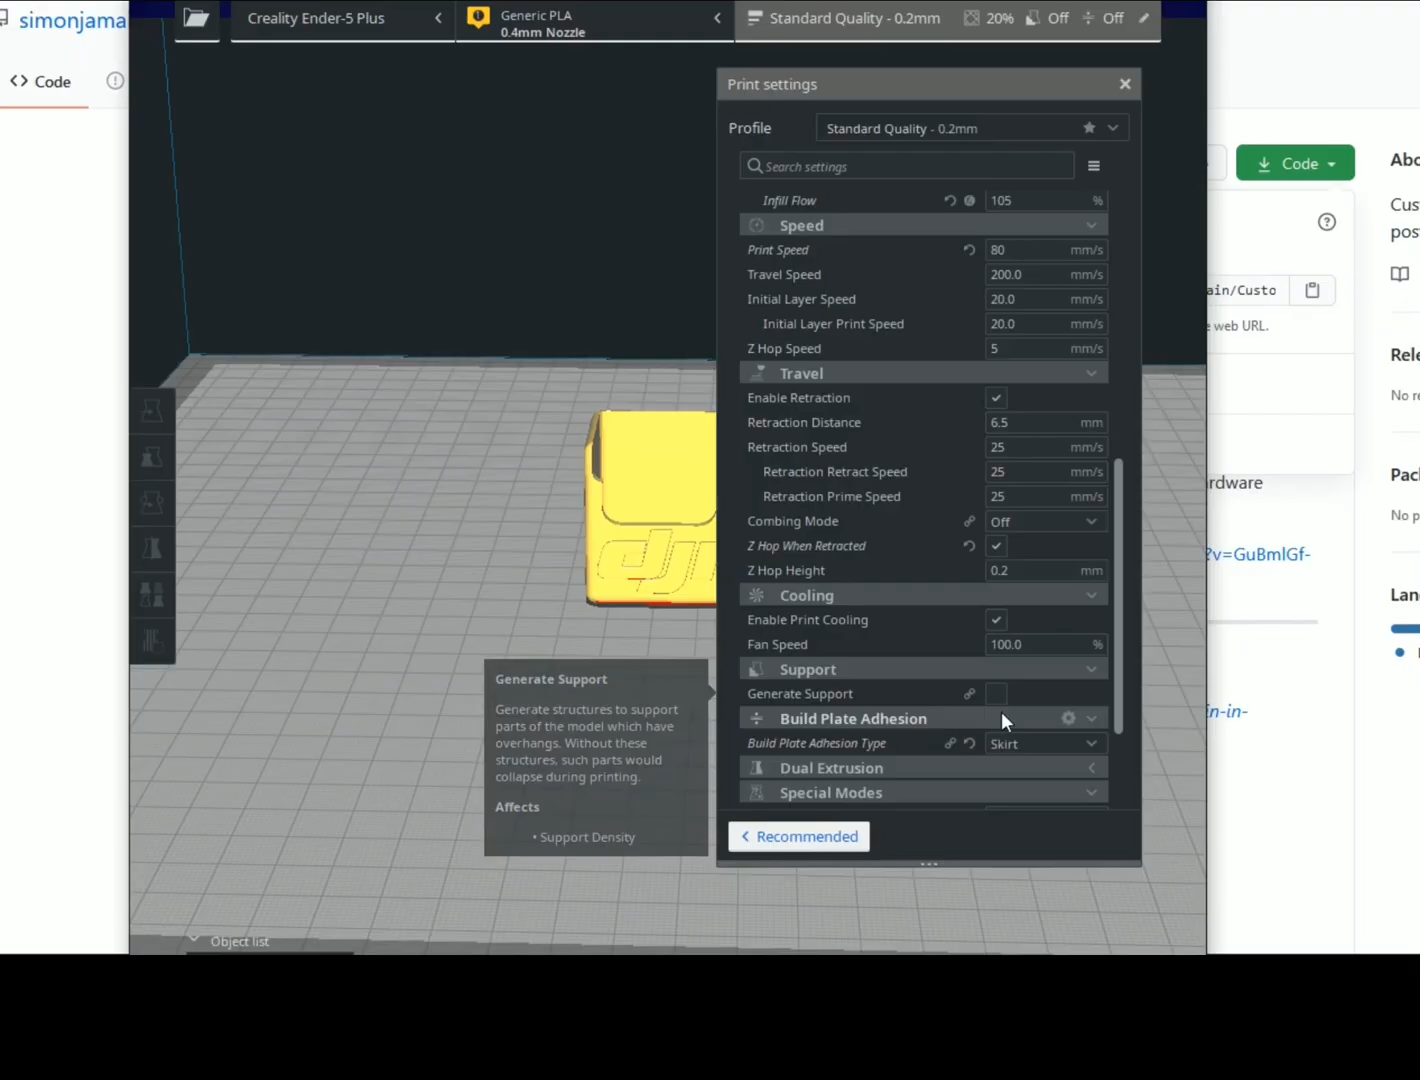 simonjama
Code
Creality Ender-5 Plus
Generic PLA
0.4mm Nozzle
Standard Quality - 0.2mm
20%
Off
Off
Print settings
Profile
Standard Quality - 0.2mm
Search settings
Infill Flow
105
%
Speed
Print Speed
80
mm/s
Travel Speed
200.0
mm/s
Initial Layer Speed
20.0
mm/s
Initial Layer Print Speed
20.0
mm/s
Z Hop Speed
5
mm/s
Travel
Enable Retraction
Retraction Distance
6.5
mm
Retraction Speed
25
mm/s
Retraction Retract Speed
25
mm/s
Retraction Prime Speed
25
mm/s
Combing Mode
Off
Z Hop When Retracted
Z Hop Height
0.2
mm
Cooling
Enable Print Cooling
Fan Speed
100.0
%
Support
Generate Support
Build Plate Adhesion
Build Plate Adhesion Type
Skirt
Dual Extrusion
Special Modes
Recommended
Generate Support
Generate structures to support
parts of the model which have
overhangs. Without these
structures, such parts would
collapse during printing.
Affects
• Support Density
Object list
Code
Abo
Cus
pos
ain/Custo
e web URL.
Rele
No re
Pac
rdware
No p
?v=GuBmlGf-
Lan
in-in-